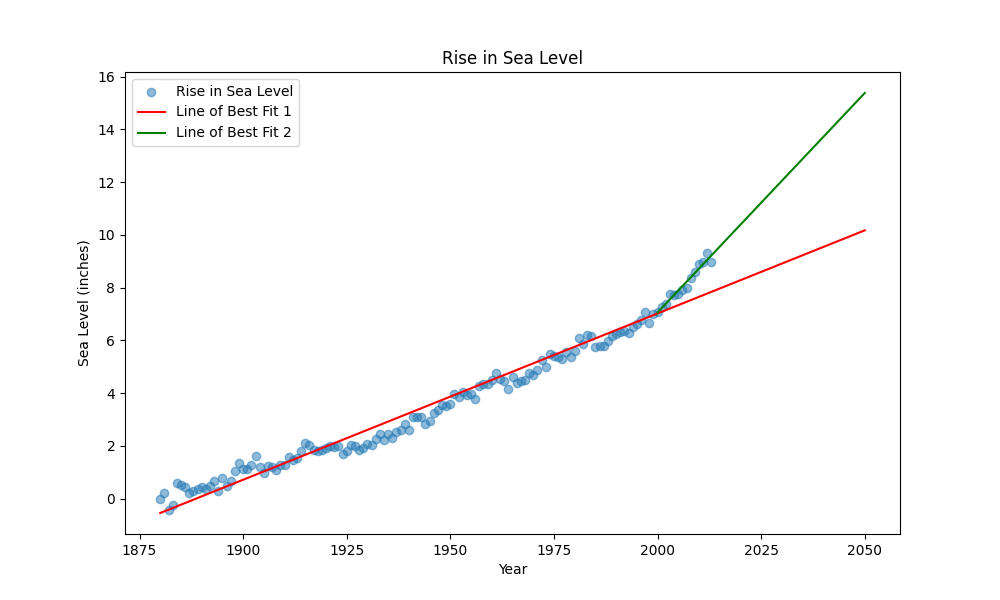 Rise in Sea Level
Rise in Sea Level
Line of Best Fit 1
Line of Best Fit 2
Sea Level (inches)
16
14
12
10
8
6
4
2
0
1875 1900 1925 1950 1975 2000 2025 2050
Year